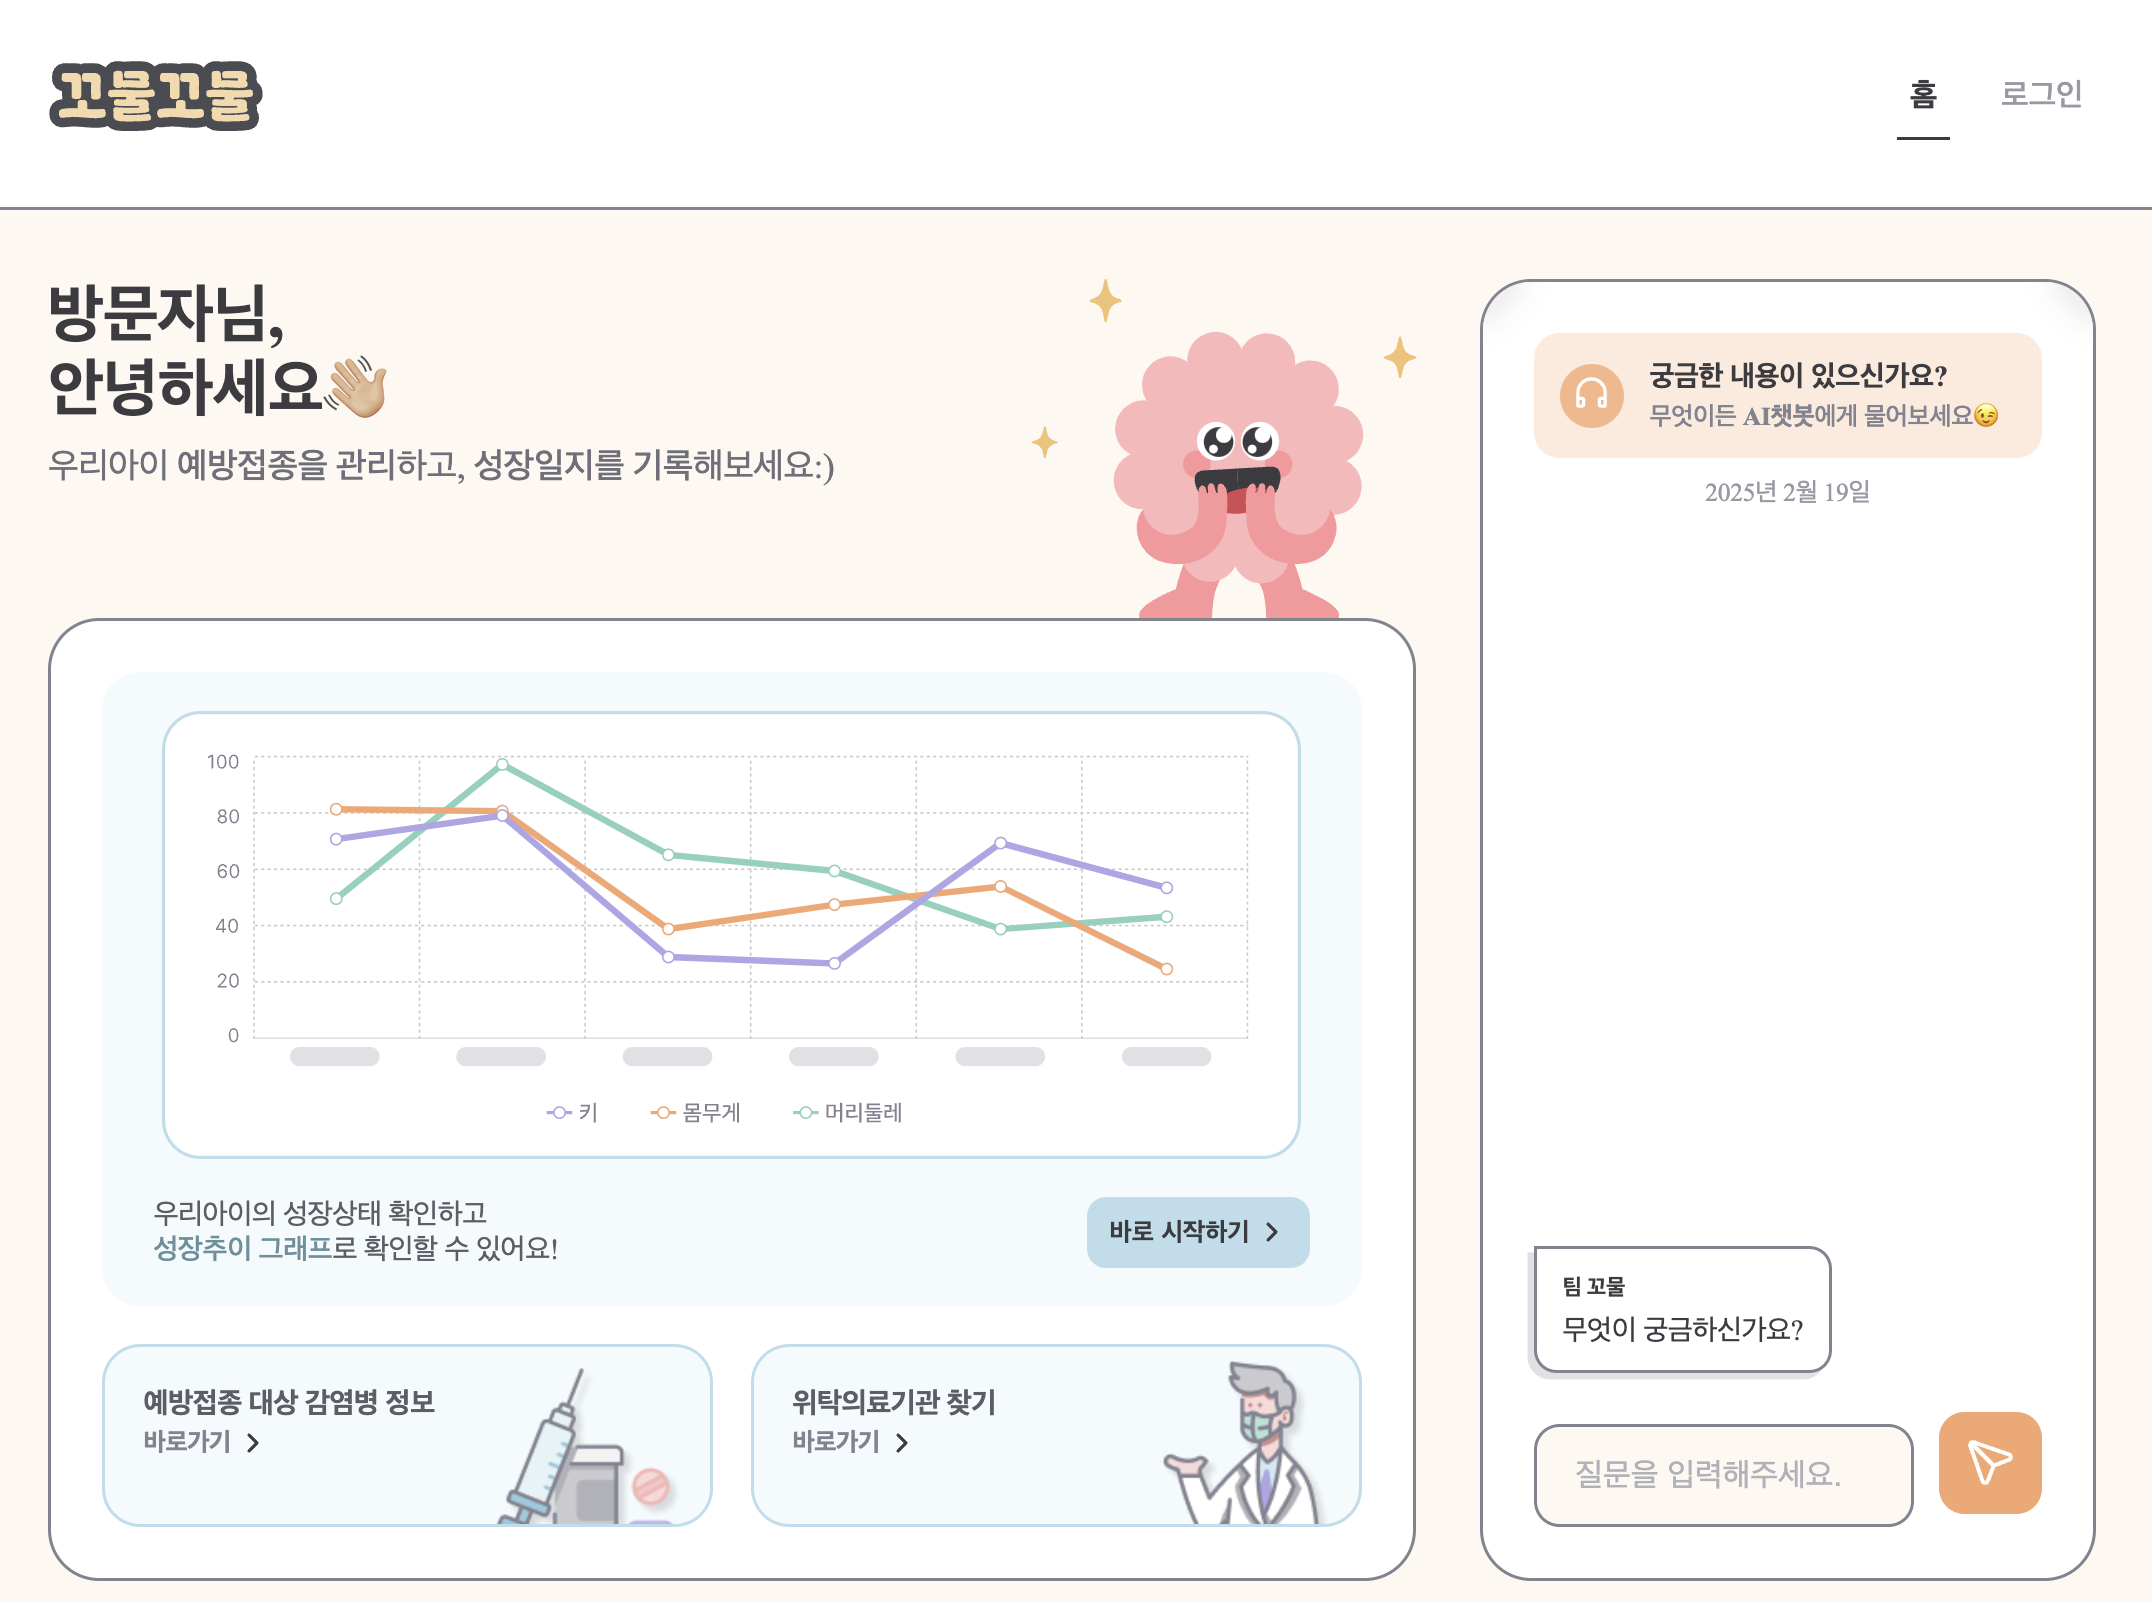 꼬물꼬물
홈
로그인
방문자님,
안녕하세요👋🏼
우리아이 예방접종을 관리하고, 성장일지를 기록해보세요:)
100
80
60
40
20
0
키
몸무게
머리둘레
우리아이의 성장상태 확인하고
성장추이 그래프로 확인할 수 있어요!
바로 시작하기
예방접종 대상 감염병 정보
바로가기
위탁의료기관 찾기
바로가기
궁금한 내용이 있으신가요?
무엇이든 AI챗봇에게 물어보세요😉
2025년 2월 19일
팀 꼬물
무엇이 궁금하신가요?
질문을 입력해주세요.